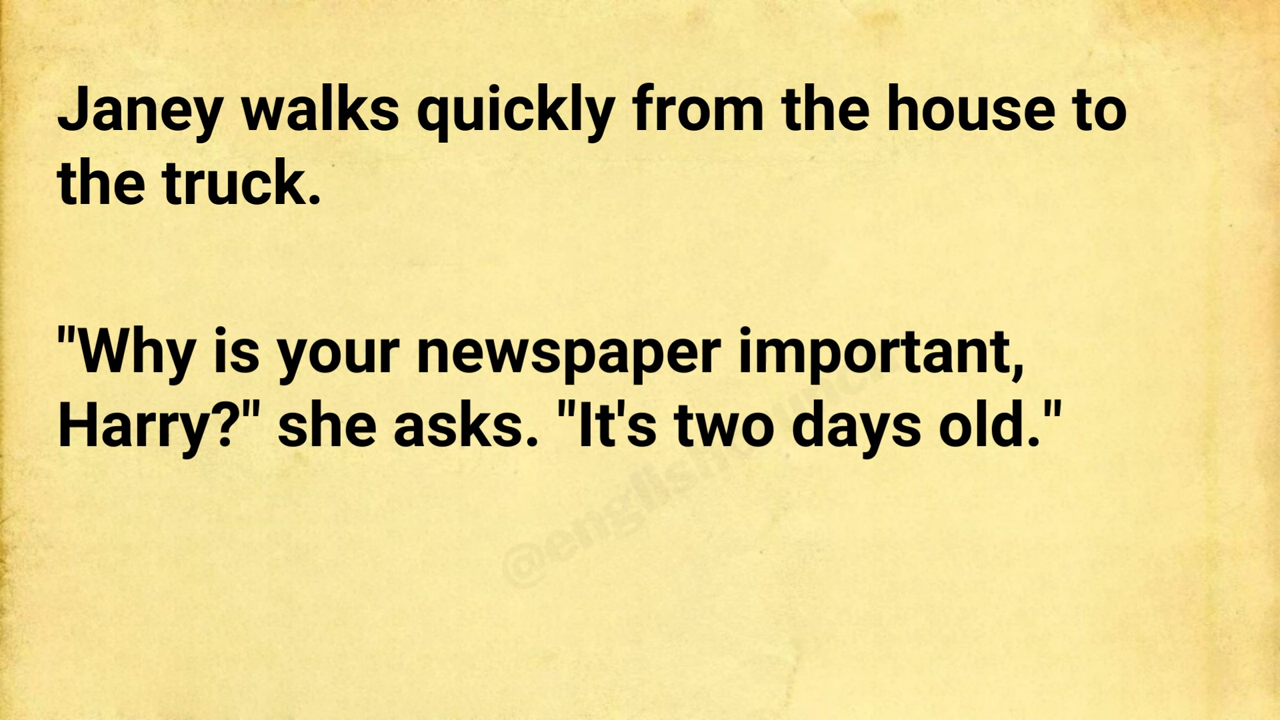 Janey walks quickly from the house to
the truck.
"Why is your newspaper important,
Harry?" she asks. "It's two days old."